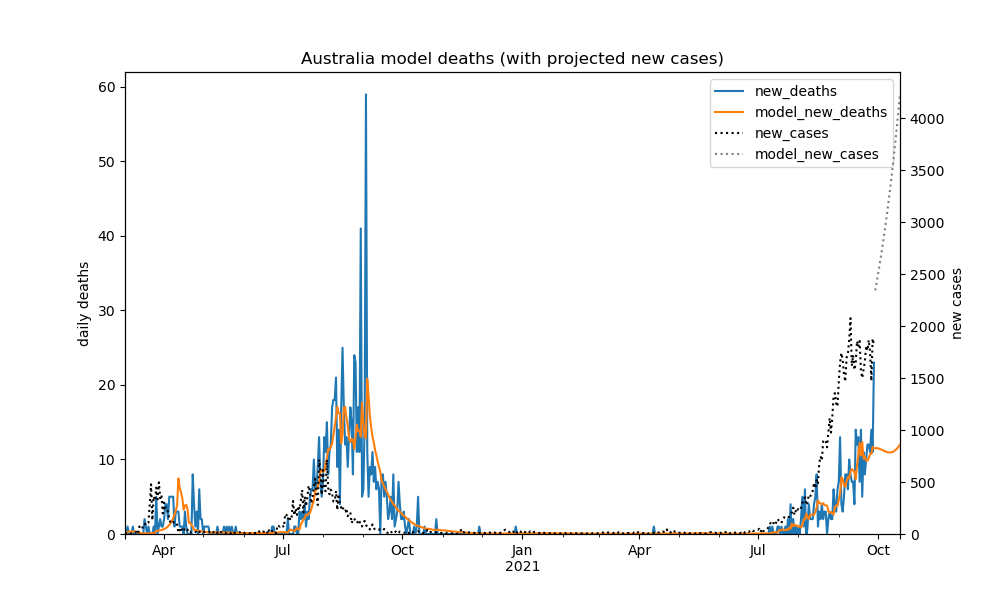 Australia model deaths (with projected new cases)
new_deaths
model_new_deaths
new_cases
model_new_cases
daily deaths
60
50
40
30
20
10
0
new cases
4000
3500
3000
2500
2000
1500
1000
500
0
Apr Jul Oct Jan Apr Jul Oct
2021